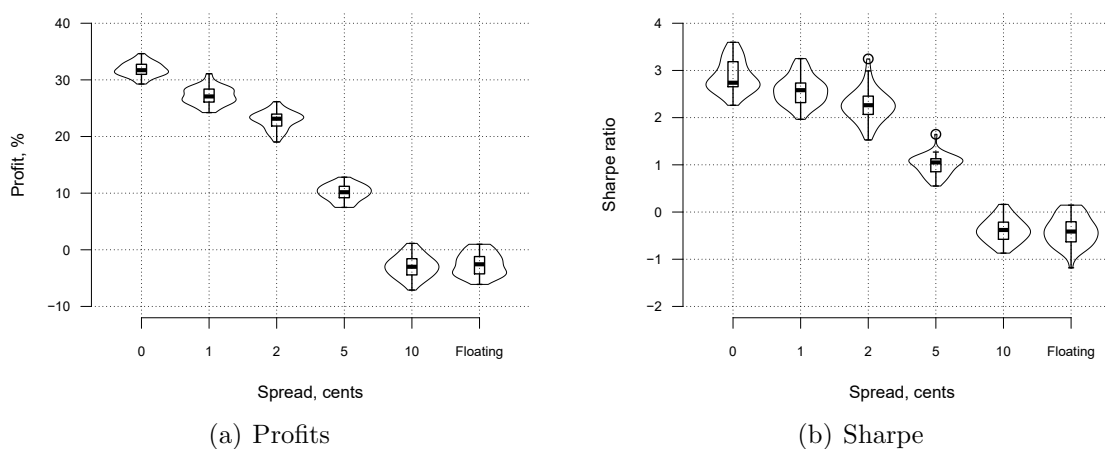 40
30
20
10
0
−10
Profit, %
0 1 2 5 10 Floating
Spread, cents
(a) Profits
4
3
2
1
0
−1
−2
Sharpe ratio
0 1 2 5 10 Floating
Spread, cents
(b) Sharpe